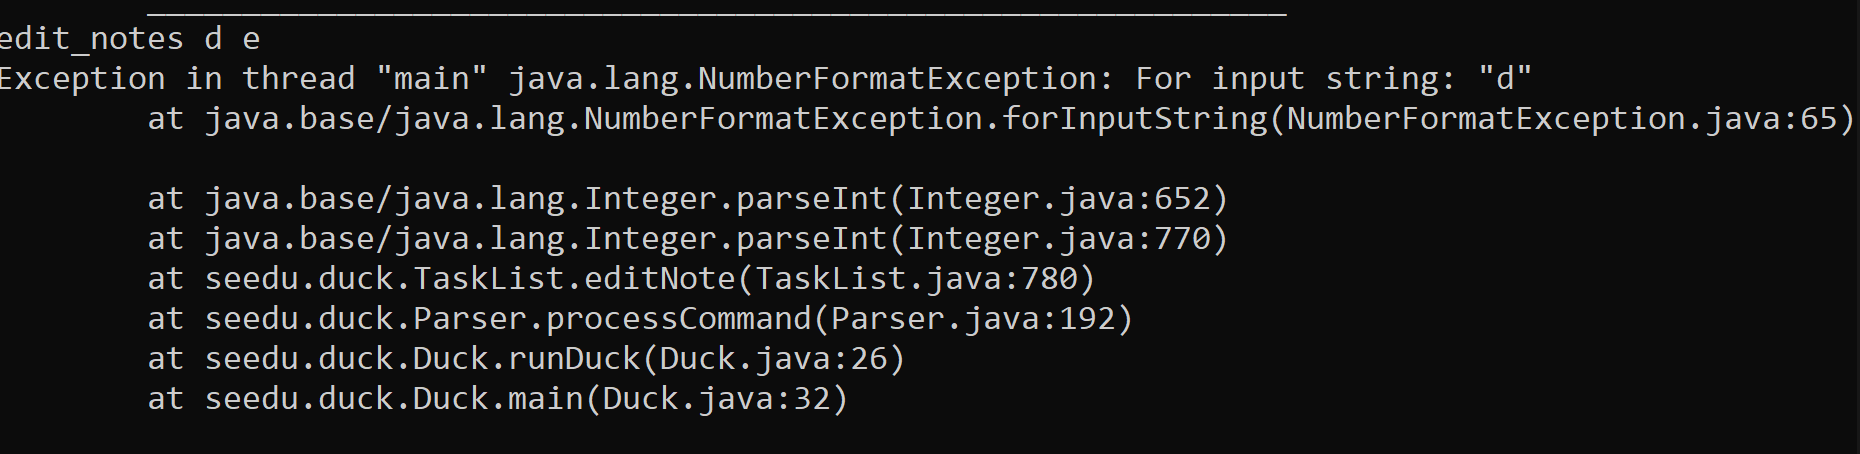 ____________________________________________________________
edit_notes d e
Exception in thread "main" java.lang.NumberFormatException: For input string: "d"
at java.base/java.lang.NumberFormatException.forInputString(NumberFormatException.java:65)
at java.base/java.lang.Integer.parseInt(Integer.java:652)
at java.base/java.lang.Integer.parseInt(Integer.java:770)
at seedu.duck.TaskList.editNote(TaskList.java:780)
at seedu.duck.Parser.processCommand(Parser.java:192)
at seedu.duck.Duck.runDuck(Duck.java:26)
at seedu.duck.Duck.main(Duck.java:32)